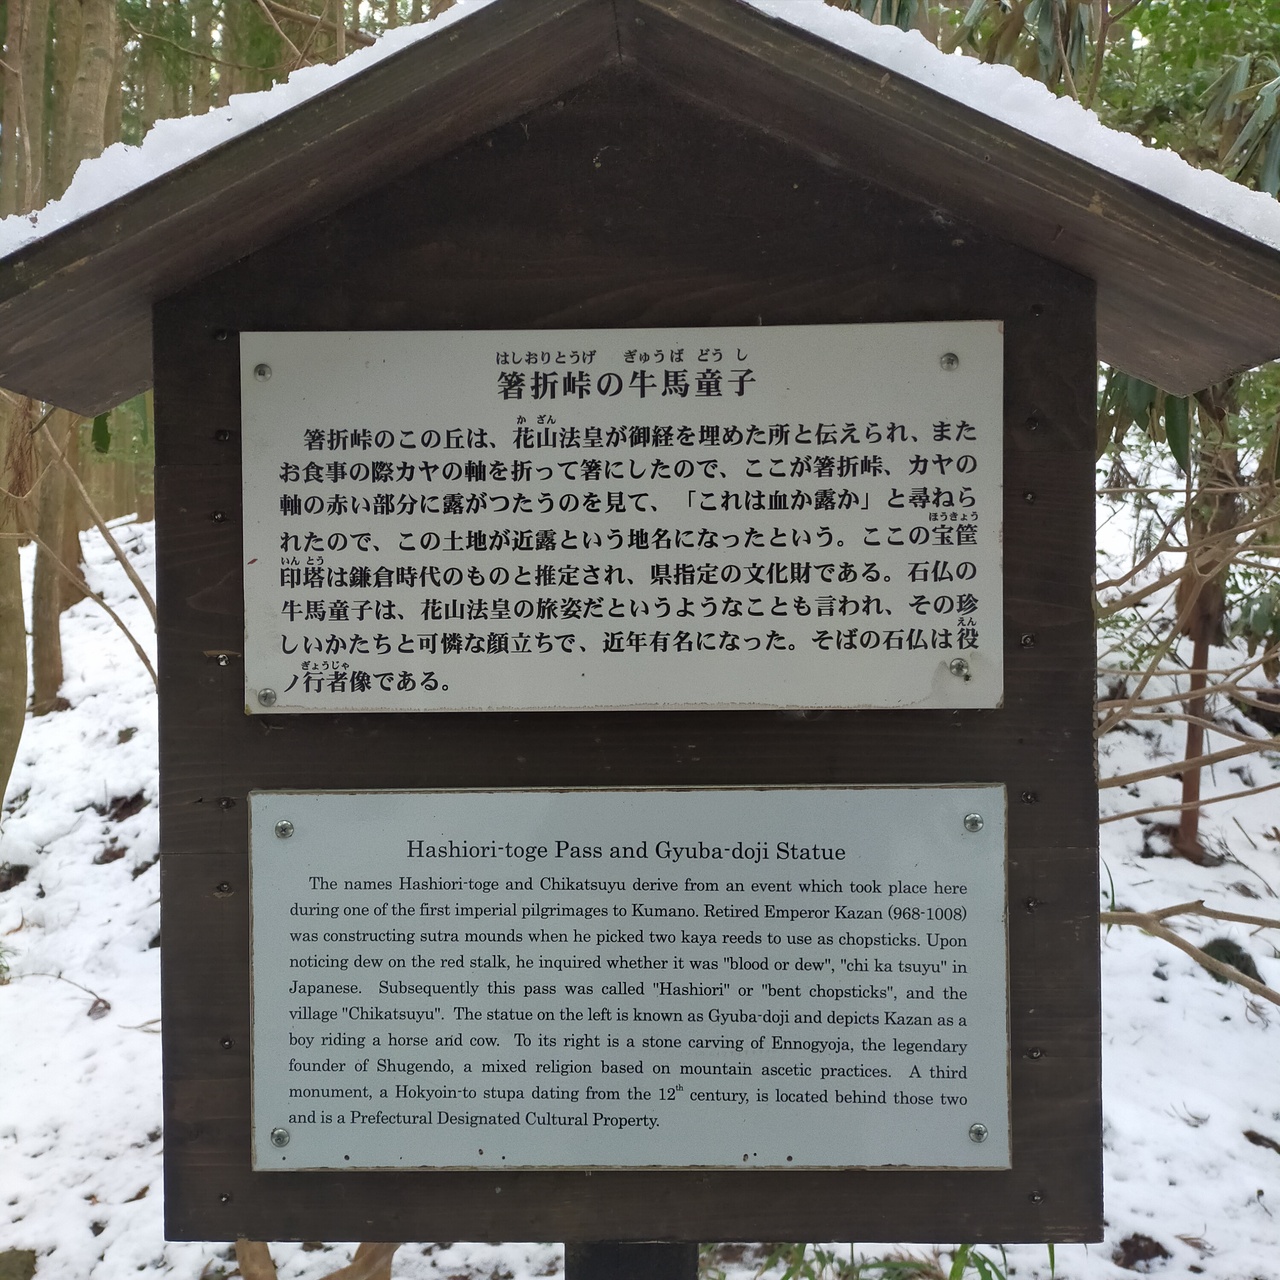 はしおりとうげ ぎゅうば どう し
箸折峠の牛馬童子
か ざん
箸折峠のこの丘は、花山法皇が御経を埋めた所と伝えられ、また
お食事の際カヤの軸を折って箸にしたので、ここが箸折峠、カヤの
軸の赤い部分に露がつたうのを見て、「これは血か露か」と尋ねら
ほうきょう
れたので、この土地が近露という地名になったという。ここの宝筐
いん とう
印塔は鎌倉時代のものと推定され、県指定の文化財である。石仏の
牛馬童子は、花山法皇の旅姿だというようなことも言われ、その珍
しいかたちと可憐な顔立ちで、近年有名になった。そばの石仏は役
えん
ぎょうじゃ
ノ行者像である。
Hashiori-toge Pass and Gyuba-doji Statue
The names Hashiori-toge and Chikatsuyu derive from an event which took place here
during one of the first imperial pilgrimages to Kumano. Retired Emperor Kazan (968-1008)
was constructing sutra mounds when he picked two kaya reeds to use as chopsticks. Upon
noticing dew on the red stalk, he inquired whether it was "blood or dew", "chi ka tsuyu" in
Japanese. Subsequently this pass was called "Hashiori" or "bent chopsticks", and the
village "Chikatsuyu". The statue on the left is known as Gyuba-doji and depicts Kazan as a
boy riding a horse and cow. To its right is a stone carving of Ennogyoja, the legendary
founder of Shugendo, a mixed religion based on mountain ascetic practices. A third
monument, a Hokyoin-to stupa dating from the 12th century, is located behind those two
and is a Prefectural Designated Cultural Property.